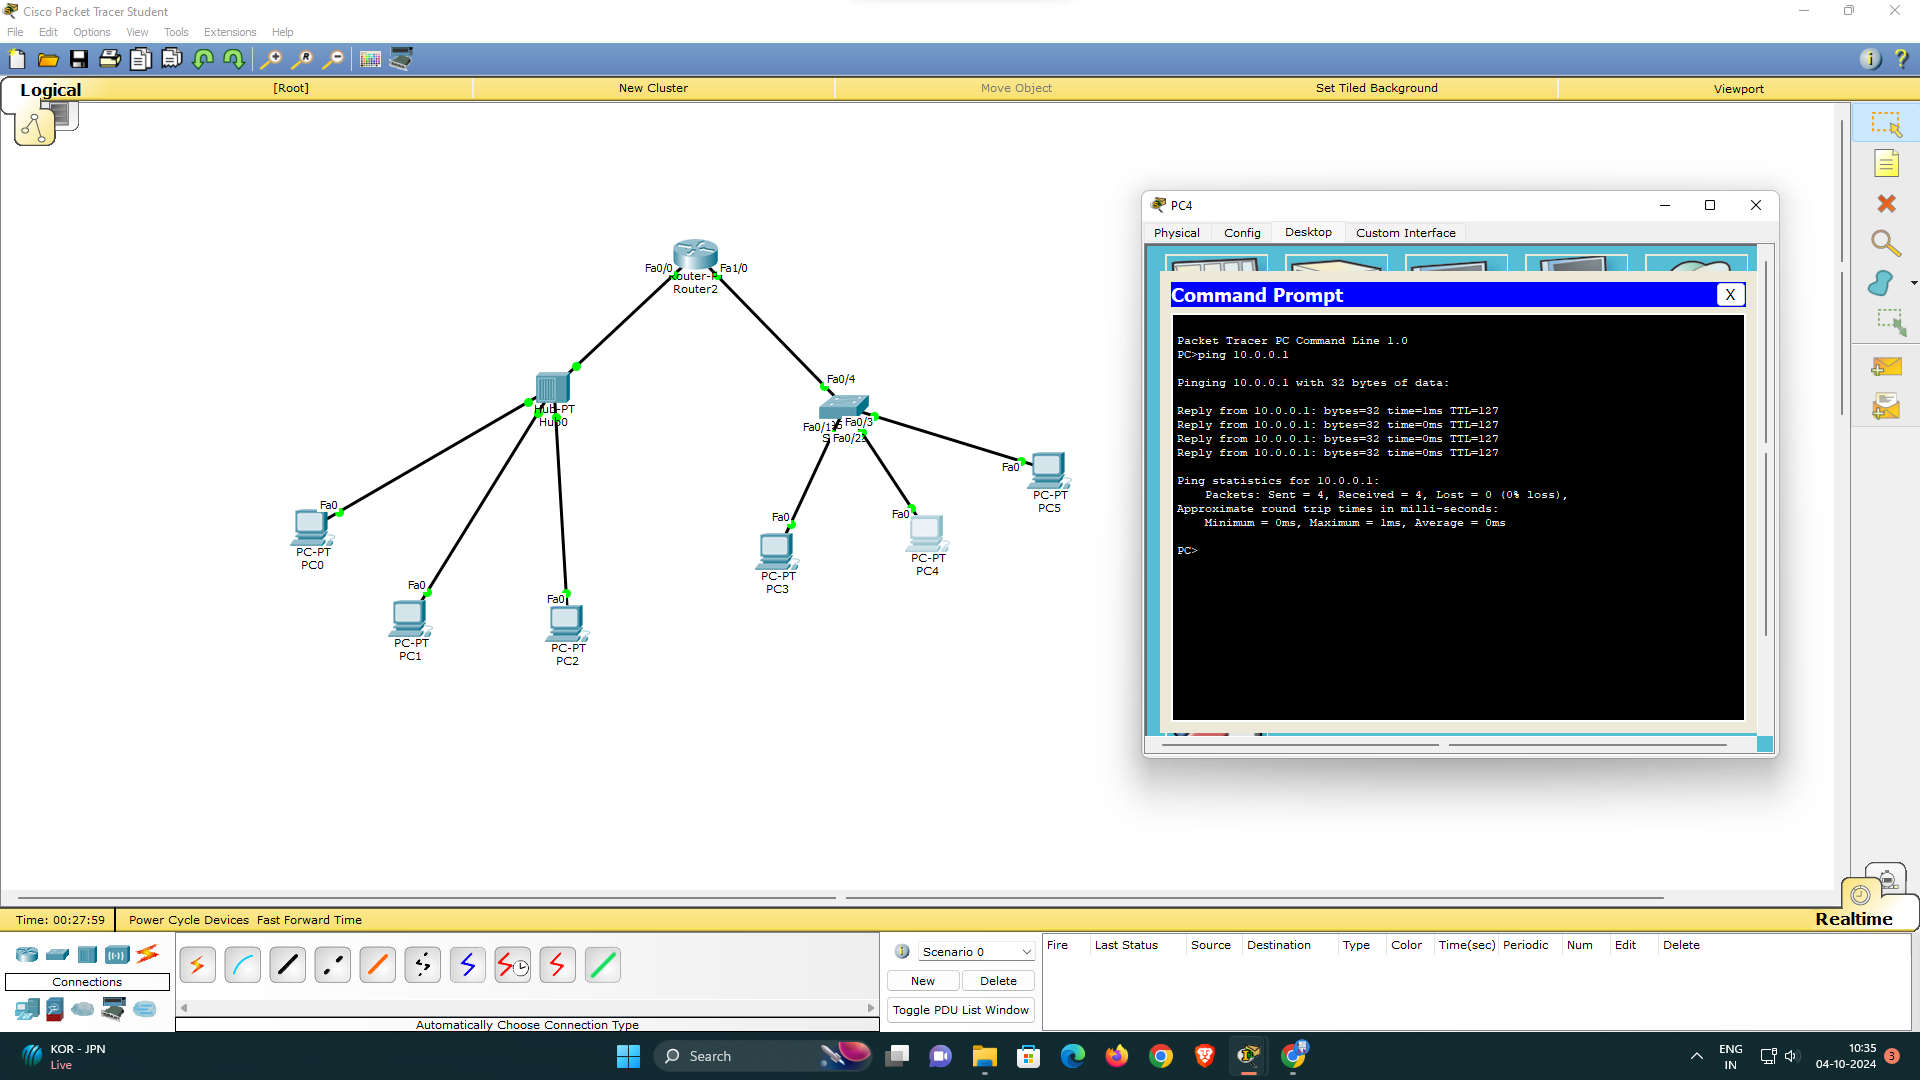 Cisco Packet Tracer Student
File Edit Options View Tools Extensions Help
Logical [Root] New Cluster Move Object Set Tiled Background Viewport
Fa0/0 Fa1/0
Router2
Fa0/4
Hub-PT
Hub0
Fa0/3
Fa0/1
Fa0/2
Fa0
PC-PT
PC0
Fa0
PC-PT
PC1
Fa0
PC-PT
PC2
Fa0
PC-PT
PC3
Fa0
PC-PT
PC4
Fa0
PC-PT
PC5
PC4
Physical Config Desktop Custom Interface
Command Prompt X
Packet Tracer PC Command Line 1.0
PC>ping 10.0.0.1
Pinging 10.0.0.1 with 32 bytes of data:
Reply from 10.0.0.1: bytes=32 time=1ms TTL=127
Reply from 10.0.0.1: bytes=32 time=0ms TTL=127
Reply from 10.0.0.1: bytes=32 time=0ms TTL=127
Reply from 10.0.0.1: bytes=32 time=0ms TTL=127
Ping statistics for 10.0.0.1:
Packets: Sent = 4, Received = 4, Lost = 0 (0% loss),
Approximate round trip times in milli-seconds:
Minimum = 0ms, Maximum = 1ms, Average = 0ms
PC>
Time: 00:27:59 Power Cycle Devices Fast Forward Time Realtime
Connections
Automatically Choose Connection Type
Scenario 0
New Delete
Toggle PDU List Window
Fire Last Status Source Destination Type Color Time(sec) Periodic Num Edit Delete
KOR - JPN
Live
Search
ENG
IN
10:35
04-10-2024
3